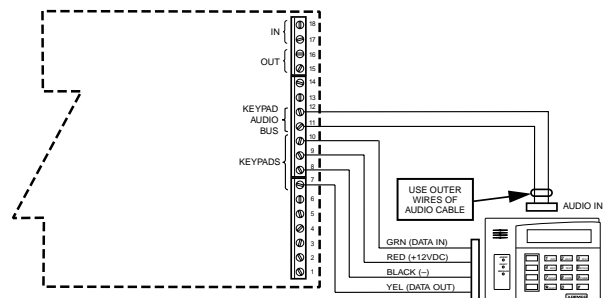 IN
OUT
KEYPAD
AUDIO
BUS
KEYPADS
18
17
16
15
14
13
12
11
10
9
8
7
6
5
4
3
2
1
USE OUTER
WIRES OF
AUDIO CABLE
AUDIO IN
GRN (DATA IN)
RED (+12VDC)
BLACK (–)
YEL (DATA OUT)